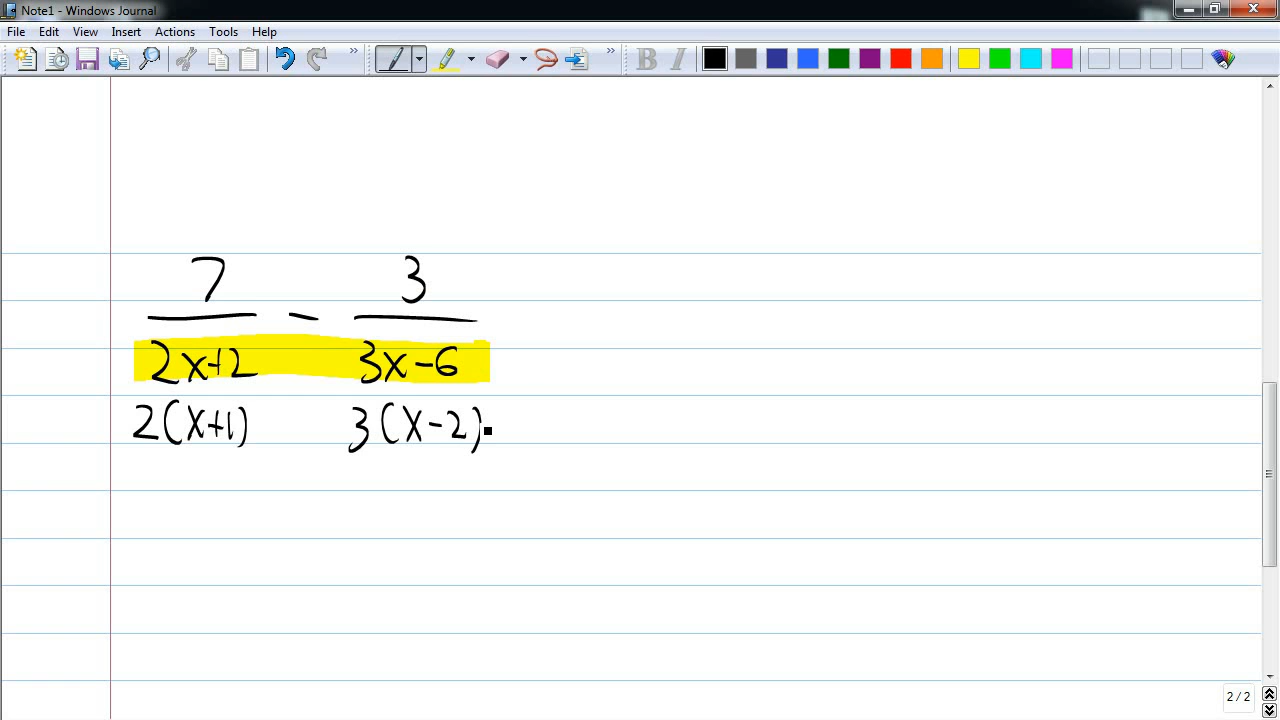 Note1 - Windows Journal
File Edit View Insert Actions Tools Help
» » B I
7 - 3
2x+2 3x-6
2(x+1) 3(x-2)
2 / 2